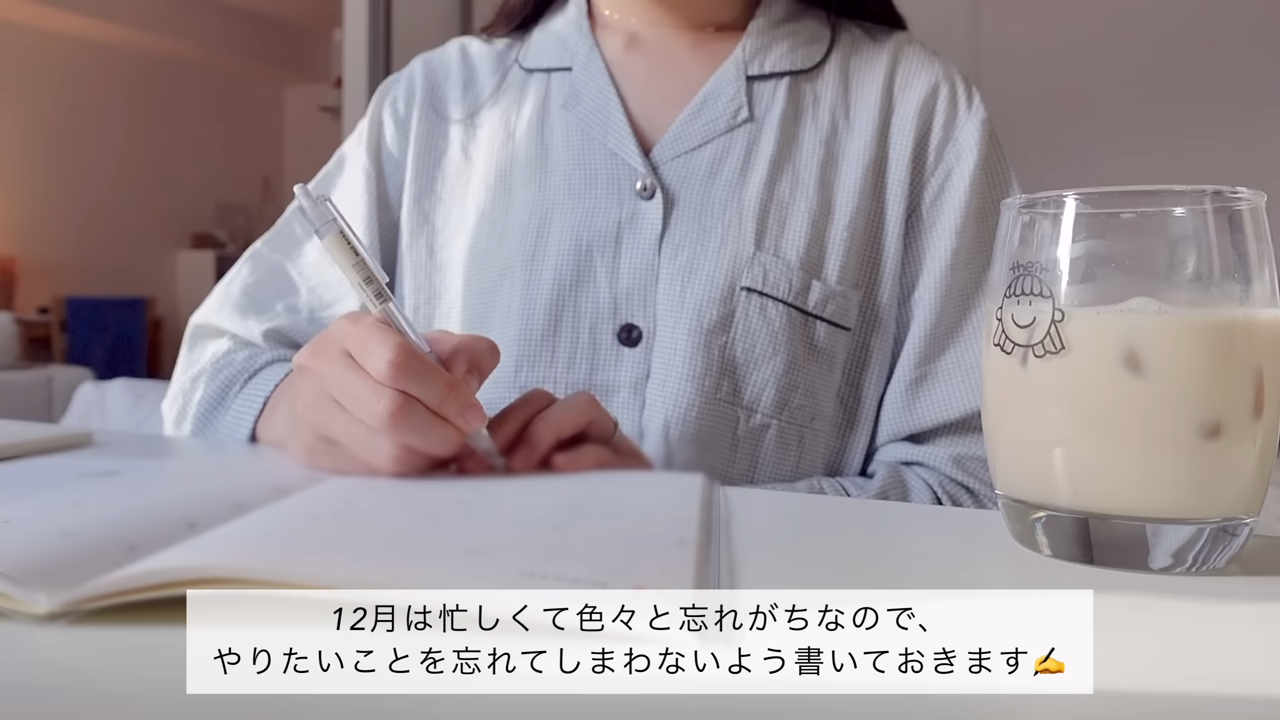 their
12月は忙しくて色々と忘れがちなので、
やりたいことを忘れてしまわないよう書いておきます✍️